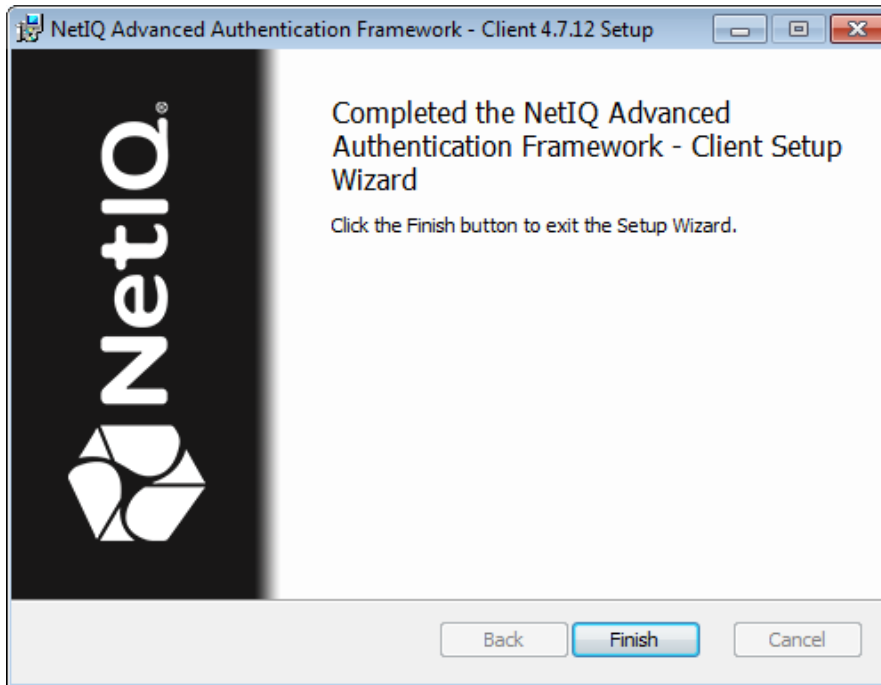 NetIQ Advanced Authentication Framework - Client 4.7.12 Setup
NetIQ®
Completed the NetIQ Advanced
Authentication Framework - Client Setup
Wizard
Click the Finish button to exit the Setup Wizard.
Back
Finish
Cancel